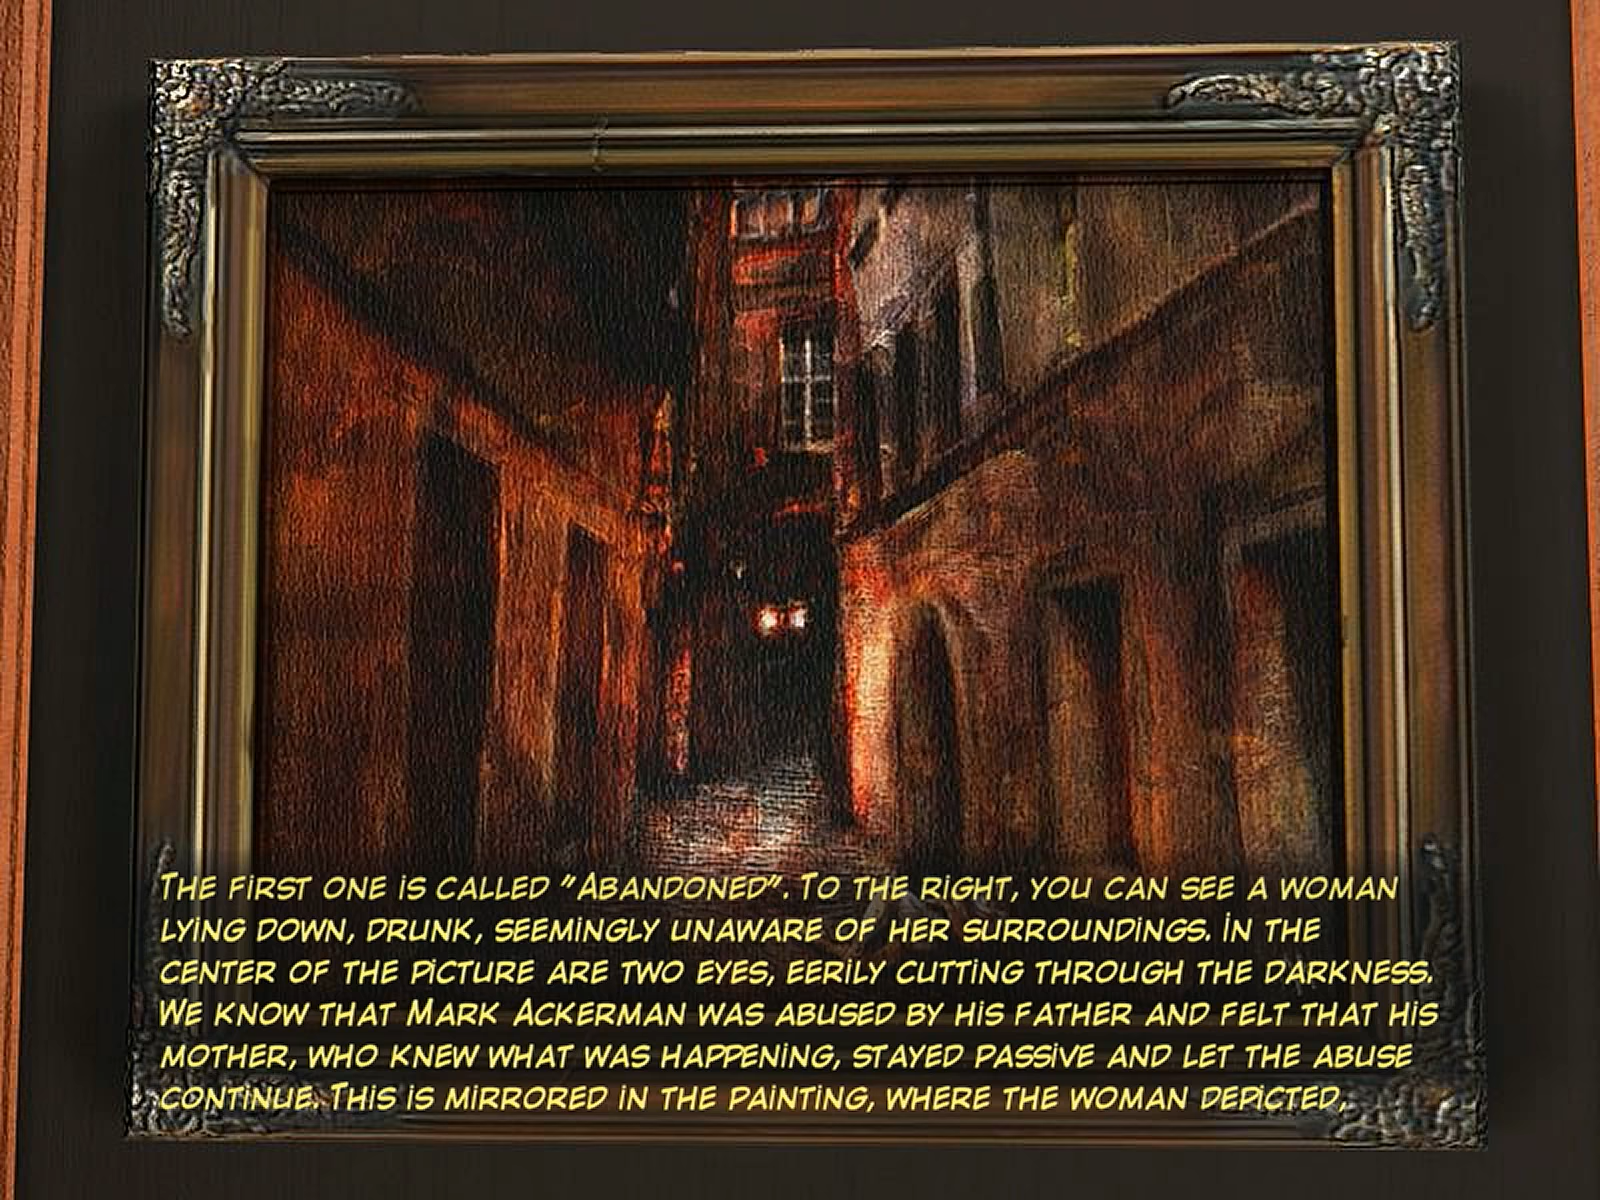 The first one is called "Abandoned". To the right, you can see a woman
lying down, drunk, seemingly unaware of her surroundings. In the
center of the picture are two eyes, eerily cutting through the darkness.
We know that Mark Ackerman was abused by his father and felt that his
mother, who knew what was happening, stayed passive and let the abuse
continue. This is mirrored in the painting, where the woman depicted,